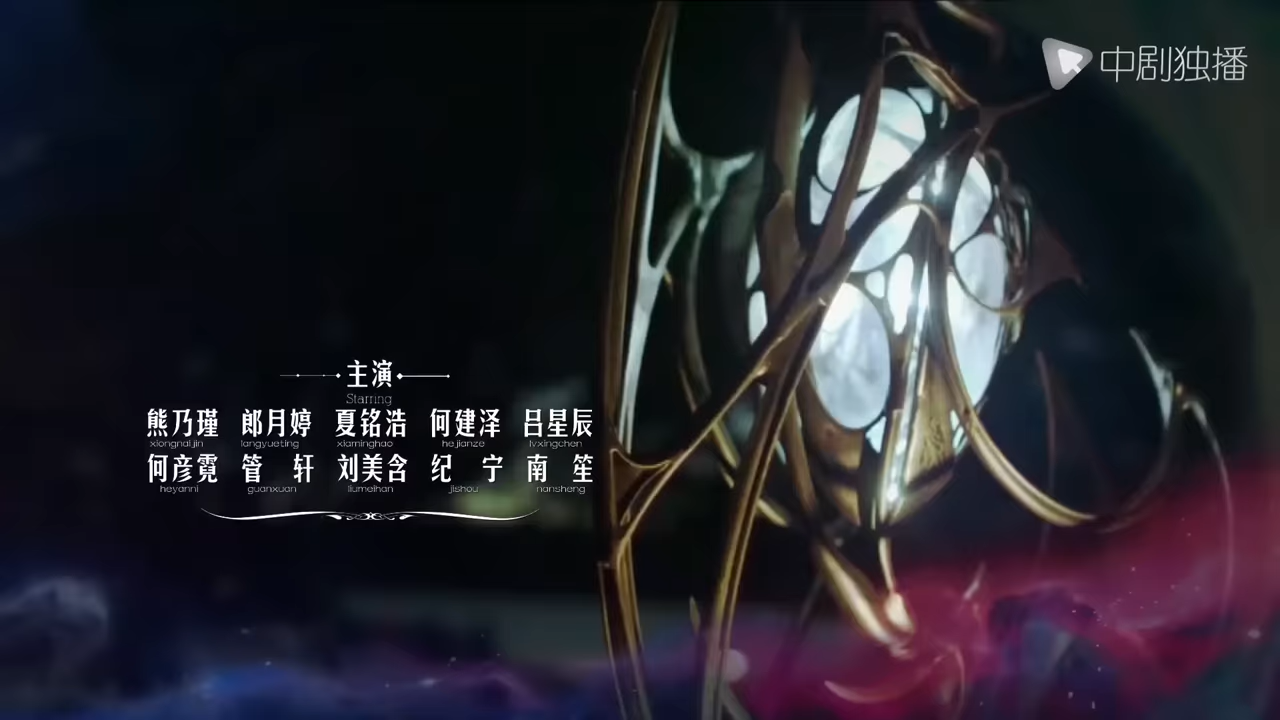 中剧独播
主演
Starring
熊乃瑾 郎月婷 夏铭浩 何建泽 吕星辰
xiongnaijin langyueting xiaminghao hejianze lvxingchen
何彦霓 管 轩 刘美含 纪 宁 南 笙
heyanni guanxuan liumeihan jishou nansheng